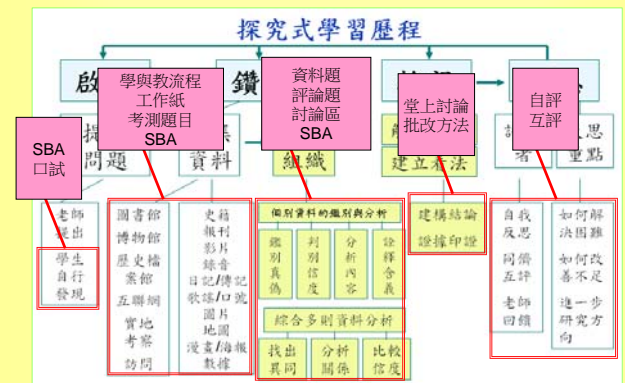 探究式學習歷程
啟
鑽
學與教流程
工作紙
考測題目
SBA
資料題
評論題
討論區
SBA
堂上討論
批改方法
自評
互評
SBA
口試
問題
資料
組織
建立看法
者
重點
老師
提出
學生
自行
發現
圖書館
博物館
歷史檔
案館
互聯網
實地
考察
訪問
史籍
報刊
影片
錄音
日記/傳記
歌謠/口號
圖片
地圖
漫畫/海報
數據
個別資料的鑑別與分析
鑑別真偽
判別信度
分析內容
詮釋含義
綜合多則資料分析
找出
異同
分析
關係
比較
信度
建構結論
證據印證
自我
反思
同儕
互評
老師
回饋
如何解
決困難
如何改
善不足
進一步
研究方
向